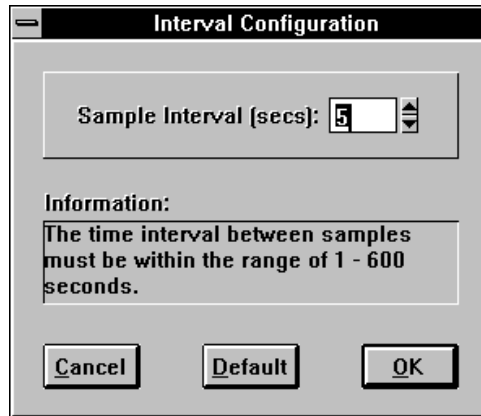 Interval Configuration
Sample Interval (secs): 5
Information:
The time interval between samples
must be within the range of 1 - 600
seconds.
Cancel Default OK